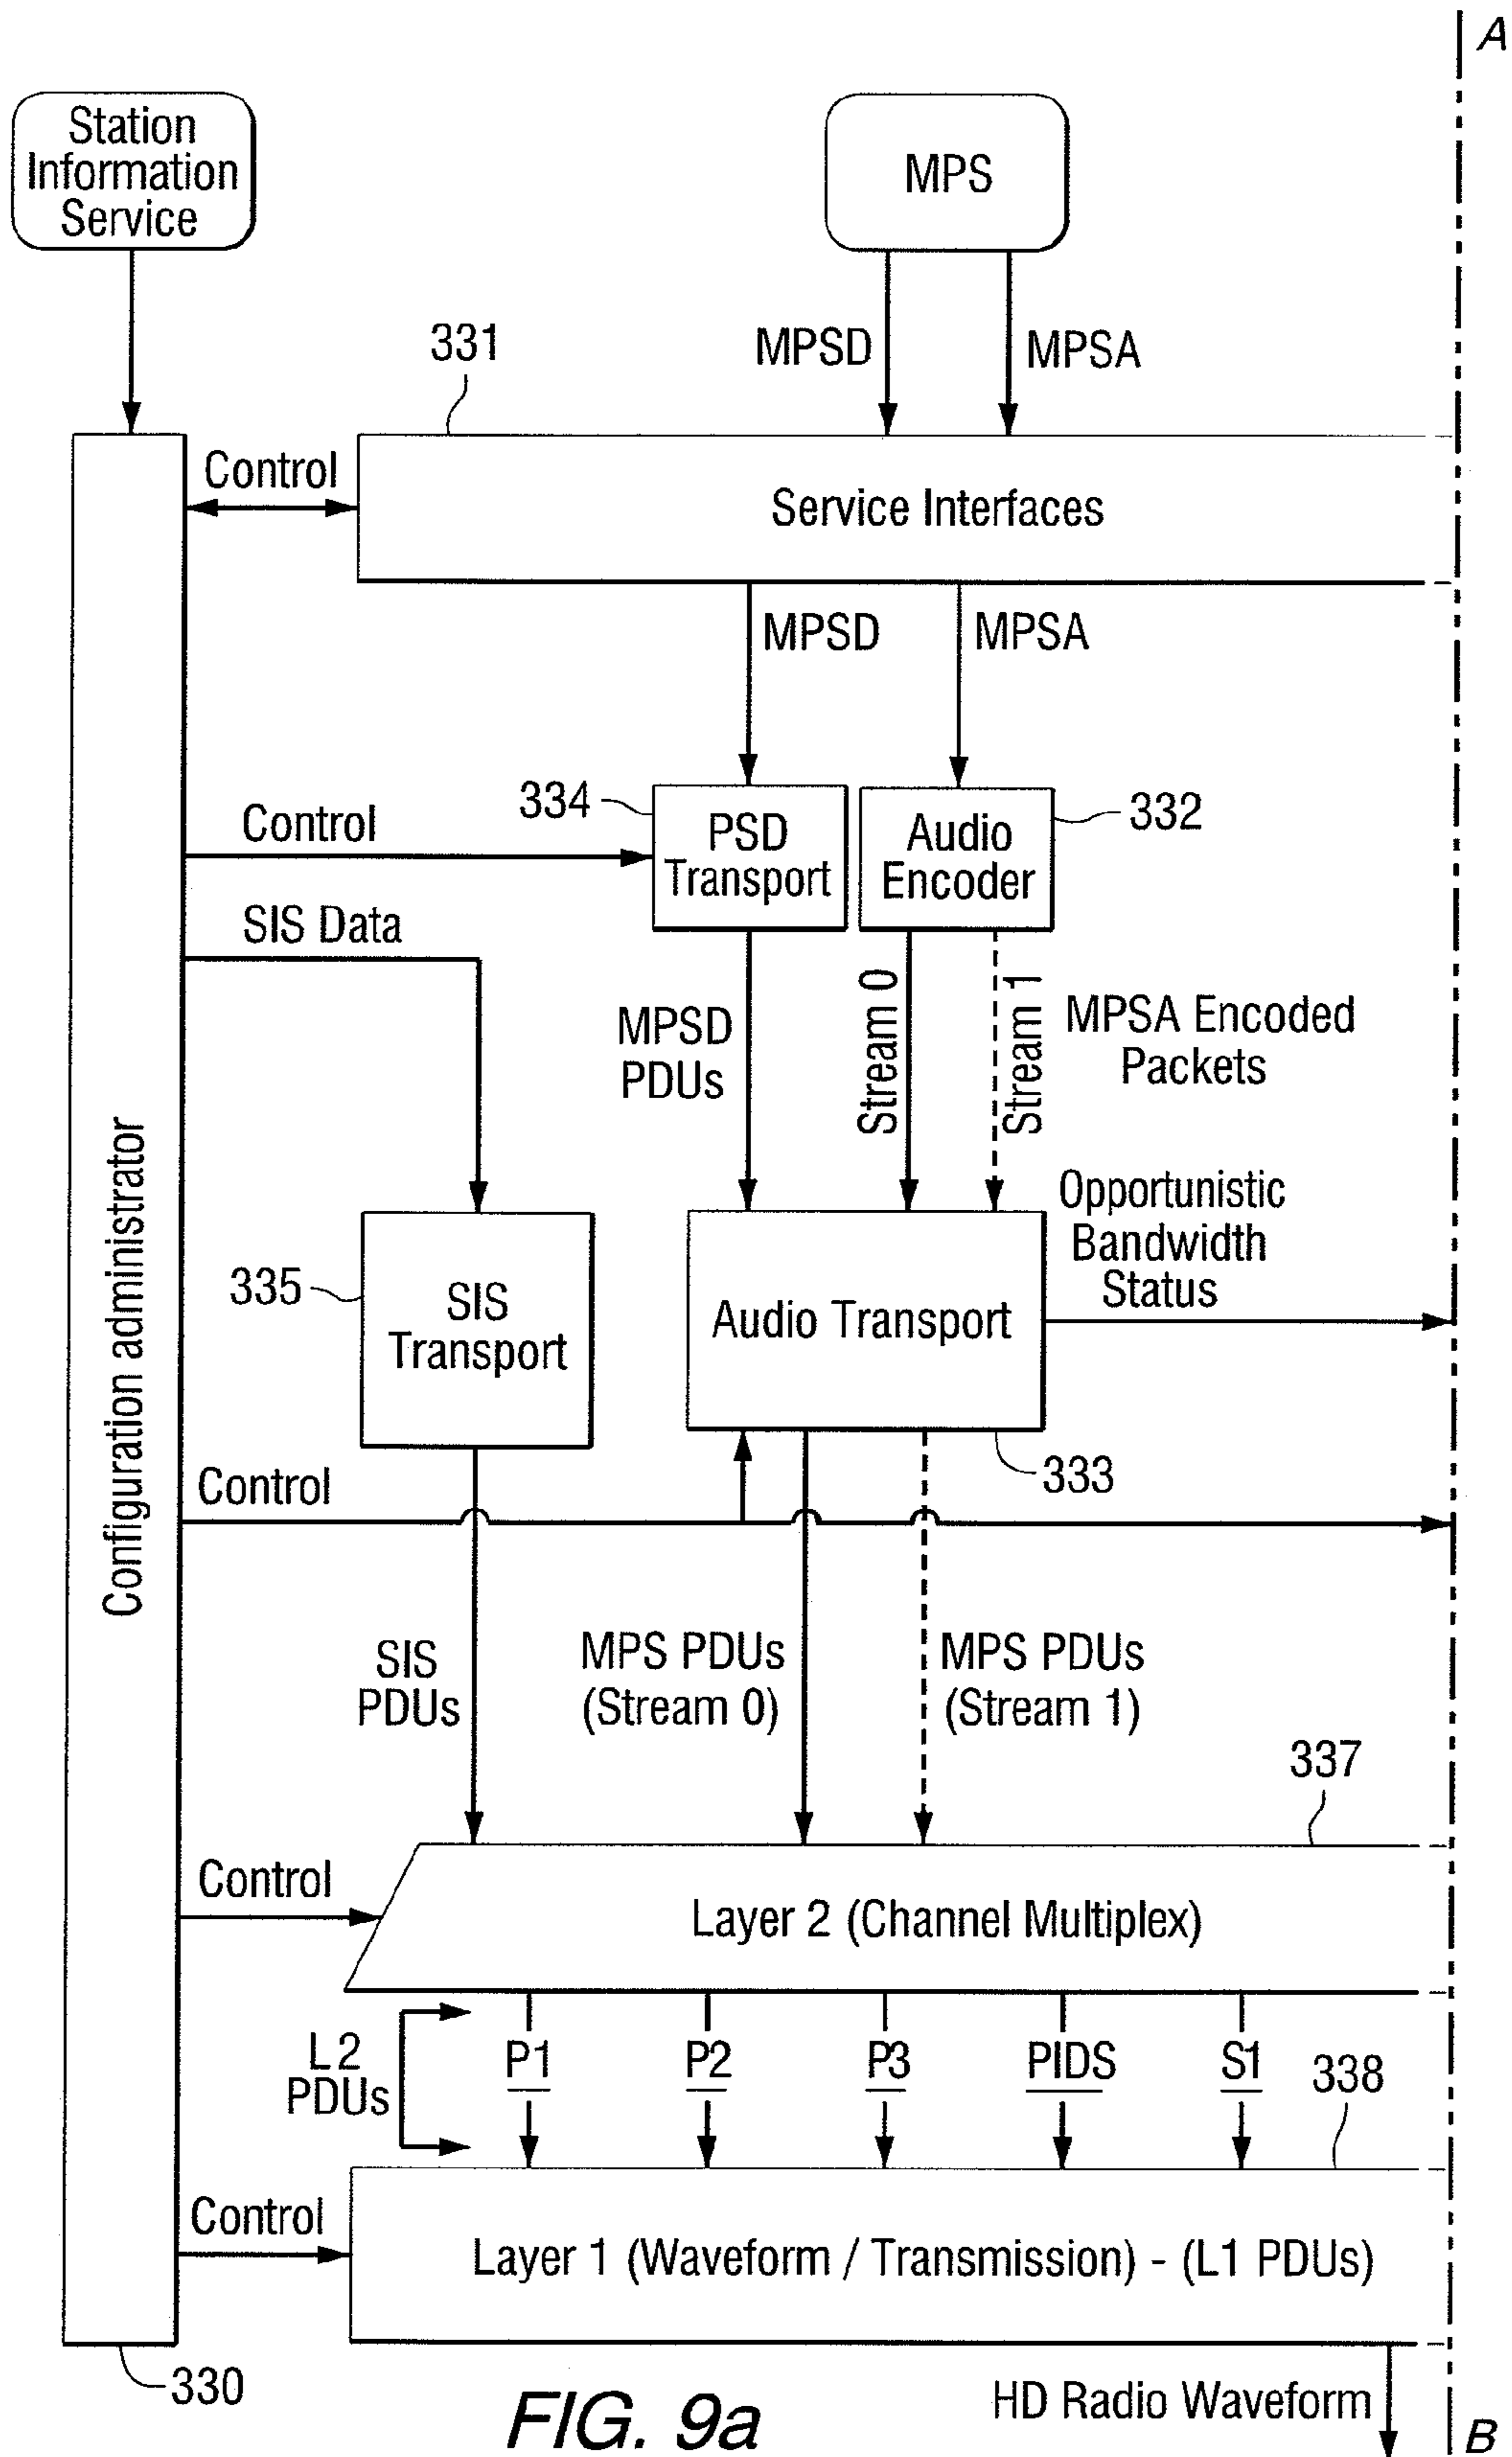 A
Station
Information
Service
MPS
331
MPSD
MPSA
Control
Service Interfaces
MPSD
MPSA
334
PSD
Transport
Audio
Encoder
332
Control
SIS Data
MPSD
PDUs
Stream 0
Stream 1
MPSA Encoded
Packets
Configuration administrator
335
SIS
Transport
Audio Transport
Opportunistic
Bandwidth
Status
333
Control
SIS
PDUs
MPS PDUs
(Stream 0)
MPS PDUs
(Stream 1)
337
Control
Layer 2 (Channel Multiplex)
L2
PDUs
P1
P2
P3
PIDS
S1
338
Control
Layer 1 (Waveform / Transmission) - (L1 PDUs)
330
FIG. 9a
HD Radio Waveform
B